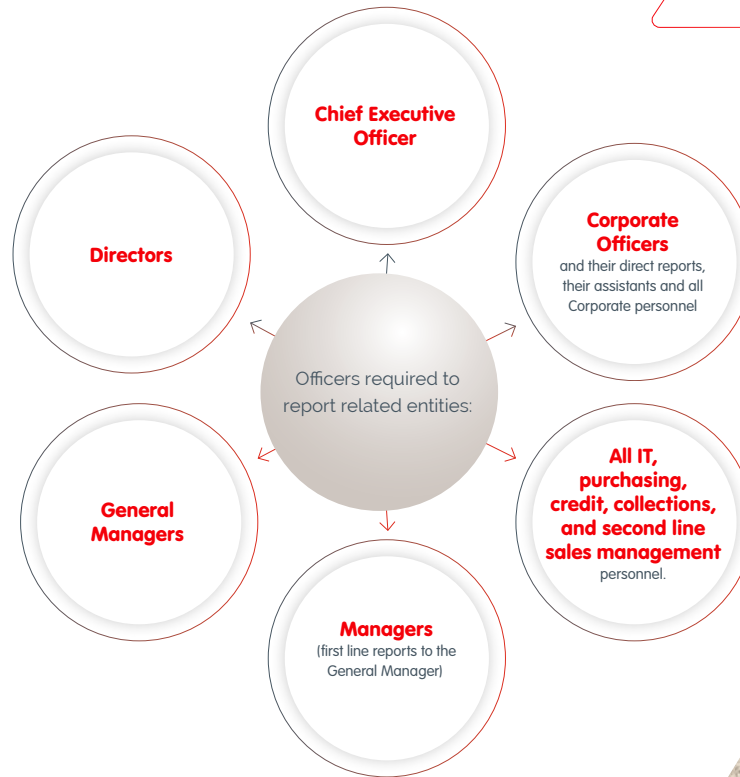 Chief Executive
Officer
Directors
Corporate
Officers
and their direct reports,
their assistants and all
Corporate personnel
Officers required to
report related entities:
General
Managers
All IT,
purchasing,
credit, collections,
and second line
sales management
personnel.
Managers
(first line reports to the
General Manager)